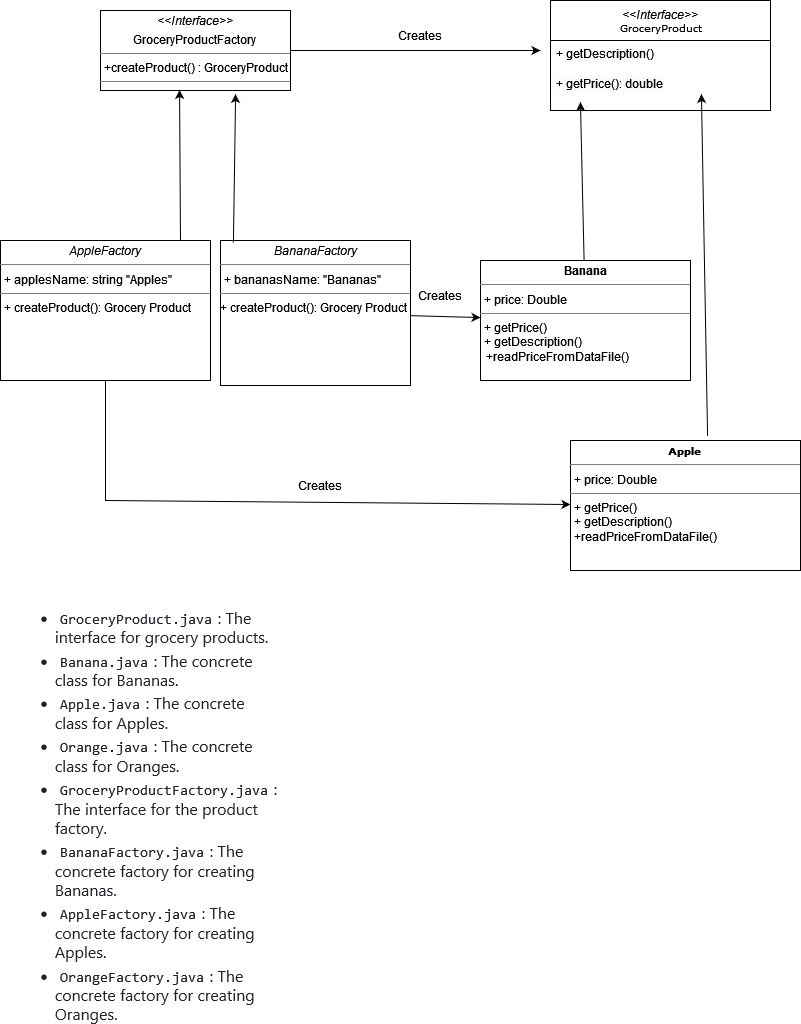 <<Interface>>
GroceryProductFactory
+createProduct() : GroceryProduct
Creates
<<Interface>>
GroceryProduct
+ getDescription()
+ getPrice(): double
AppleFactory
+ applesName: string "Apples"
+ createProduct(): Grocery Product
BananaFactory
+ bananasName: "Bananas"
+ createProduct(): Grocery Product
Creates
Banana
+ price: Double
+ getPrice()
+ getDescription()
+readPriceFromDataFile()
Creates
Apple
+ price: Double
+ getPrice()
+ getDescription()
+readPriceFromDataFile()
• GroceryProduct.java : The
interface for grocery products.
• Banana.java : The concrete
class for Bananas.
• Apple.java : The concrete
class for Apples.
• Orange.java : The concrete
class for Oranges.
• GroceryProductFactory.java :
The interface for the product
factory.
• BananaFactory.java : The
concrete factory for creating
Bananas.
• AppleFactory.java : The
concrete factory for creating
Apples.
• OrangeFactory.java : The
concrete factory for creating
Oranges.